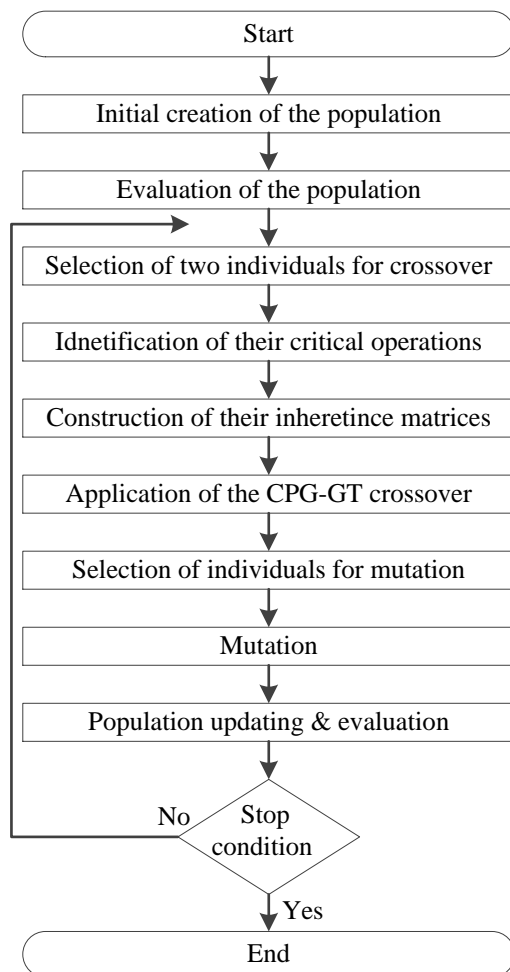 Start
Initial creation of the population
Evaluation of the population
Selection of two individuals for crossover
Idnetification of their critical operations
Construction of their inheretince matrices
Application of the CPG-GT crossover
Selection of individuals for mutation
Mutation
Population updating & evaluation
No
Stop
condition
Yes
End